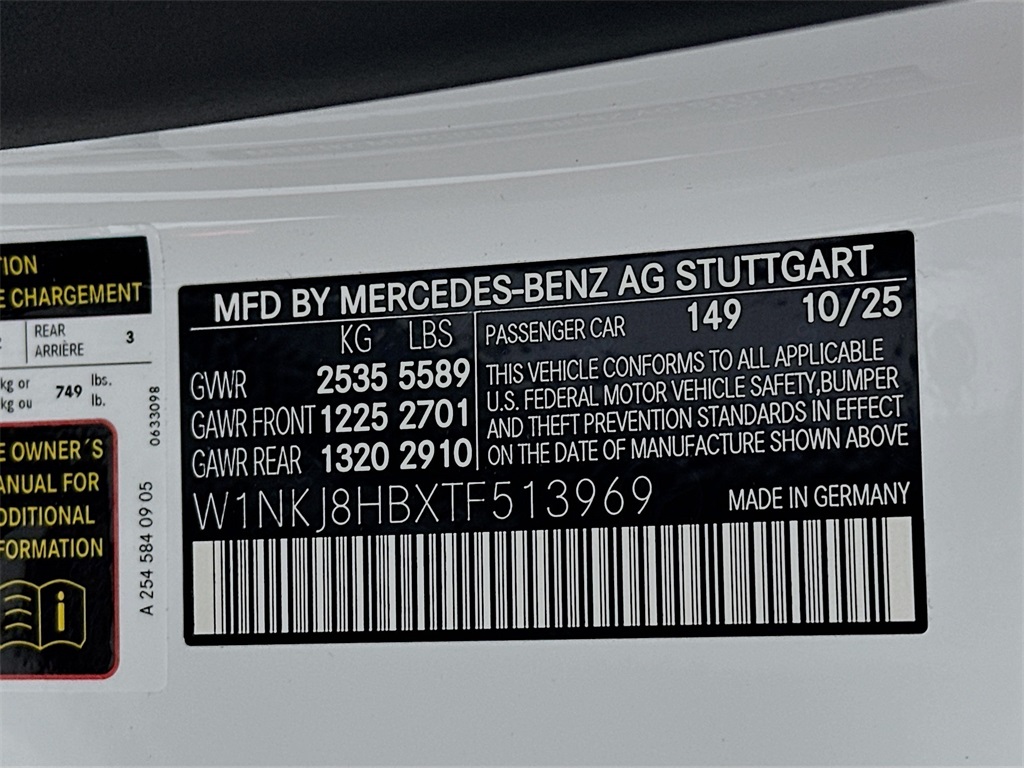 TION
E CHARGEMENT
REAR
ARRIÈRE 3
kg or
kg ou 749 lbs.
lb.
0633098
E OWNER´S
ANUAL FOR
DDITIONAL
FORMATION
i
A 254 584 09 05
MFD BY MERCEDES-BENZ AG STUTTGART
KG LBS
GVWR 2535 5589
GAWR FRONT 1225 2701
GAWR REAR 1320 2910
PASSENGER CAR 149 10/25
THIS VEHICLE CONFORMS TO ALL APPLICABLE
U.S. FEDERAL MOTOR VEHICLE SAFETY,BUMPER
AND THEFT PREVENTION STANDARDS IN EFFECT
ON THE DATE OF MANUFACTURE SHOWN ABOVE
W1NKJ8HBXTF513969
MADE IN GERMANY